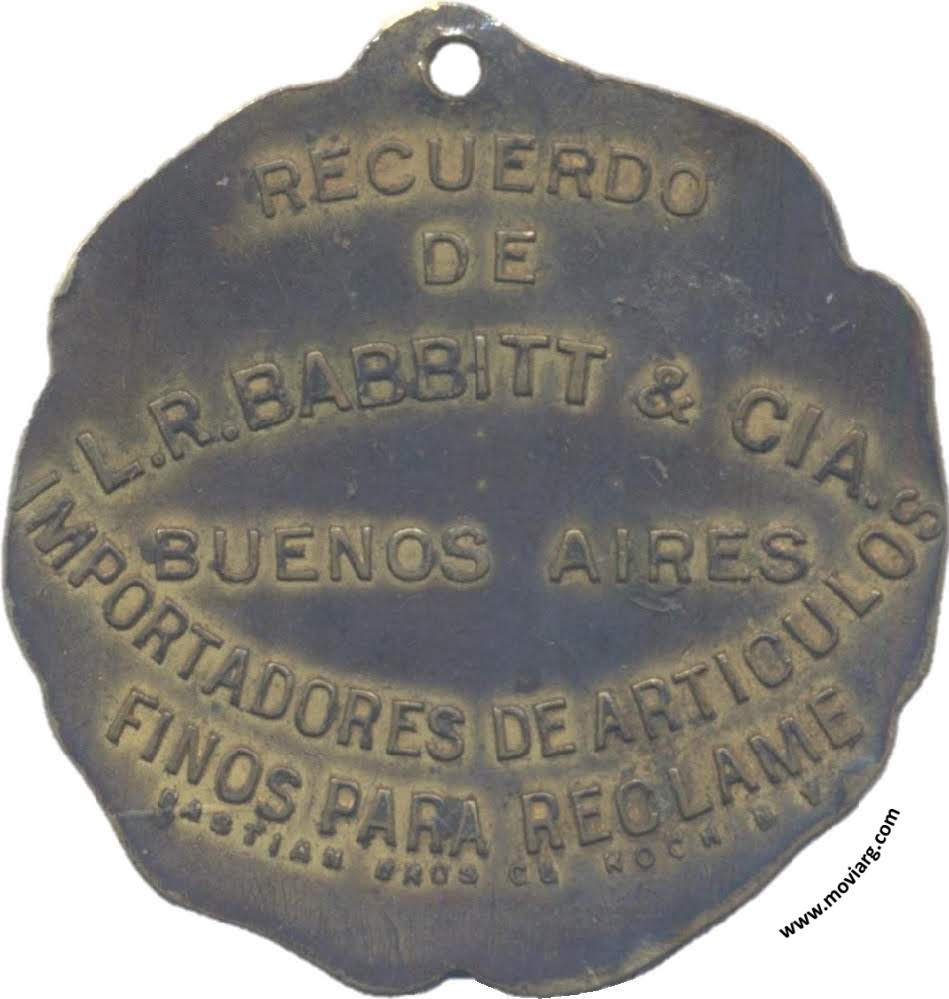 RECUERDO
DE
L.R. BABBITT & CIA.
BUENOS AIRES
IMPORTADORES DE ARTICULOS
FINOS PARA RECLAME
BASTIAN BROS CO ROCH N Y
www.moviarg.com